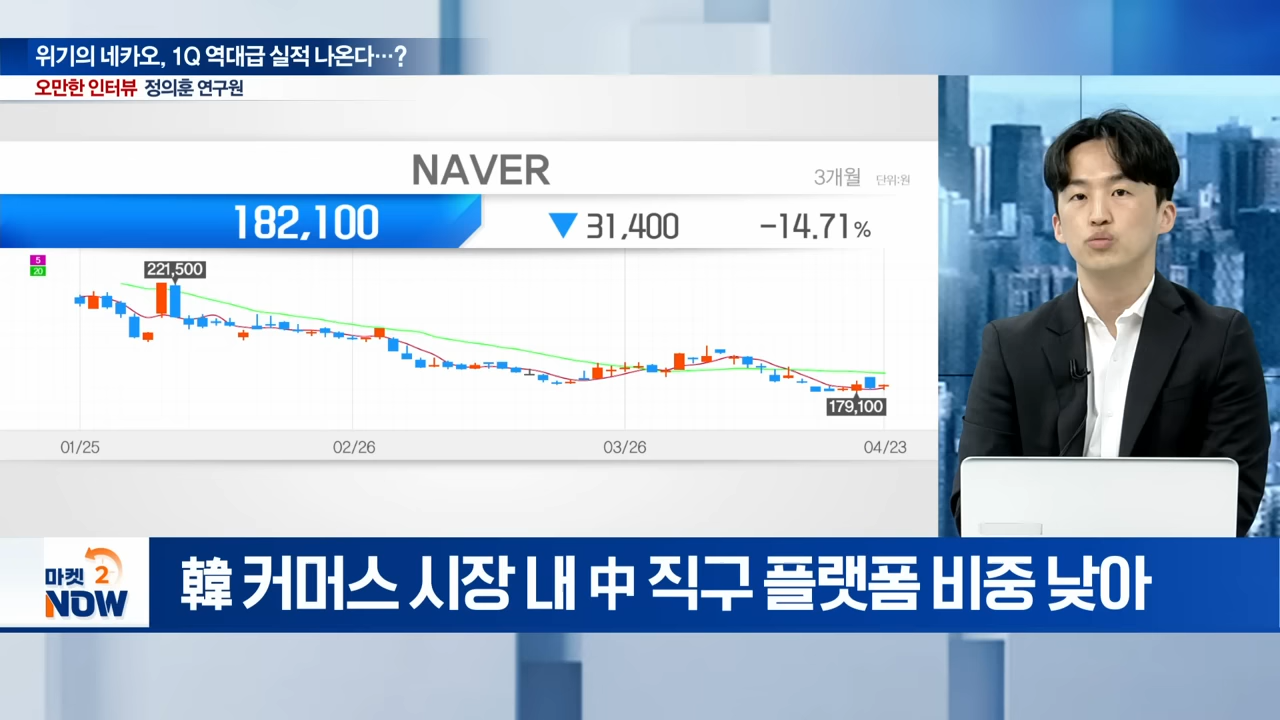 위기의 네카오, 1Q 역대급 실적 나온다…?
오만한 인터뷰 정의훈 연구원
NAVER
3개월 단위:원
182,100 ▼ 31,400 -14.71%
5
20
221,500
179,100
01/25 02/26 03/26 04/23
마켓 2
NOW
韓 커머스 시장 내 中 직구 플랫폼 비중 낮아